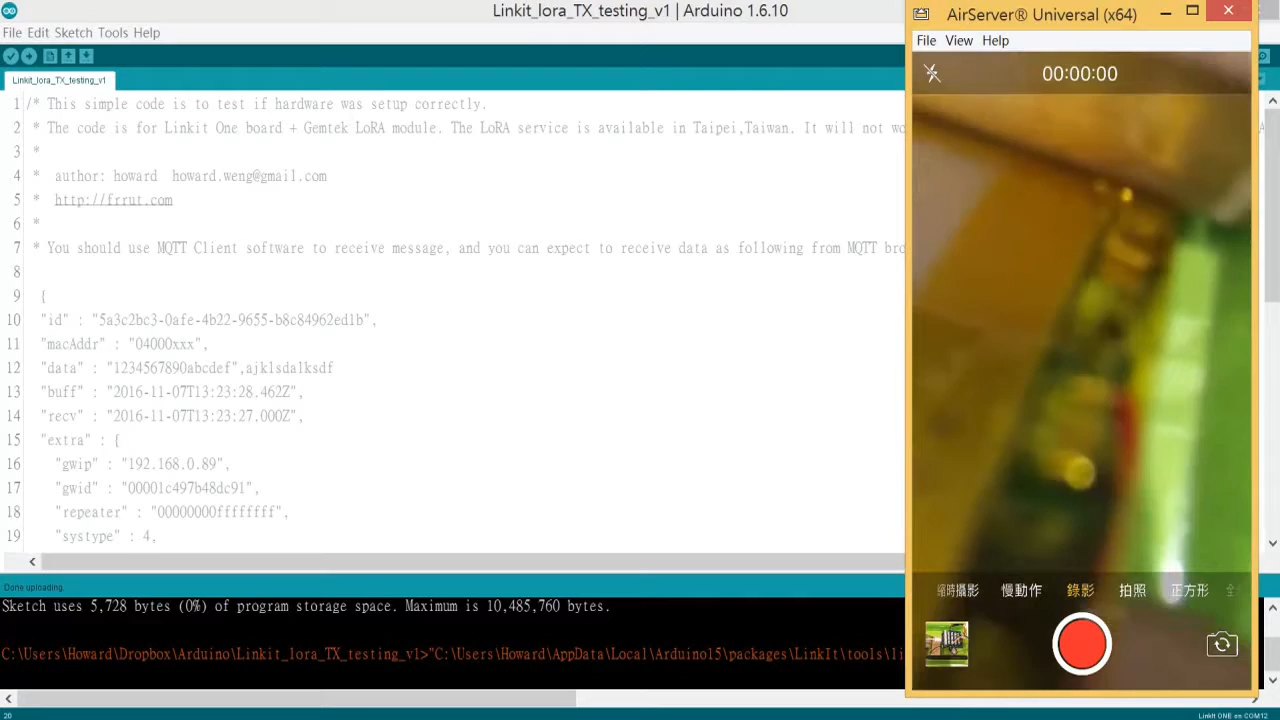 Linkit_lora_TX_testing_v1 | Arduino 1.6.10
File Edit Sketch Tools Help
Linkit_lora_TX_testing_v1
1 /* This simple code is to test if hardware was setup correctly.
2 * The code is for Linkit One board + Gemtek LoRA module. The LoRA service is available in Taipei,Taiwan. It will not wo
3 *
4 * author: howard howard.weng@gmail.com
5 * http://frrut.com
6 *
7 * You should use MQTT Client software to receive message, and you can expect to receive data as following from MQTT bro
8
9 {
10 "id" : "5a3c2bc3-0afe-4b22-9655-b8c84962ed1b",
11 "macAddr" : "04000xxx",
12 "data" : "1234567890abcdef",ajklsdalksdf
13 "buff" : "2016-11-07T13:23:28.462Z",
14 "recv" : "2016-11-07T13:23:27.000Z",
15 "extra" : {
16 "gwip" : "192.168.0.89",
17 "gwid" : "00001c497b48dc91",
18 "repeater" : "00000000ffffffff",
19 "systype" : 4,
Done uploading.
Sketch uses 5,728 bytes (0%) of program storage space. Maximum is 10,485,760 bytes.
C:\Users\Howard\Dropbox\Arduino\Linkit_lora_TX_testing_v1>"C:\Users\Howard\AppData\Local\Arduino15\packages\LinkIt\tools\li
20
LinkIt ONE on COM12
AirServer® Universal (x64)
File View Help
00:00:00
縮時攝影 慢動作 錄影 拍照 正方形